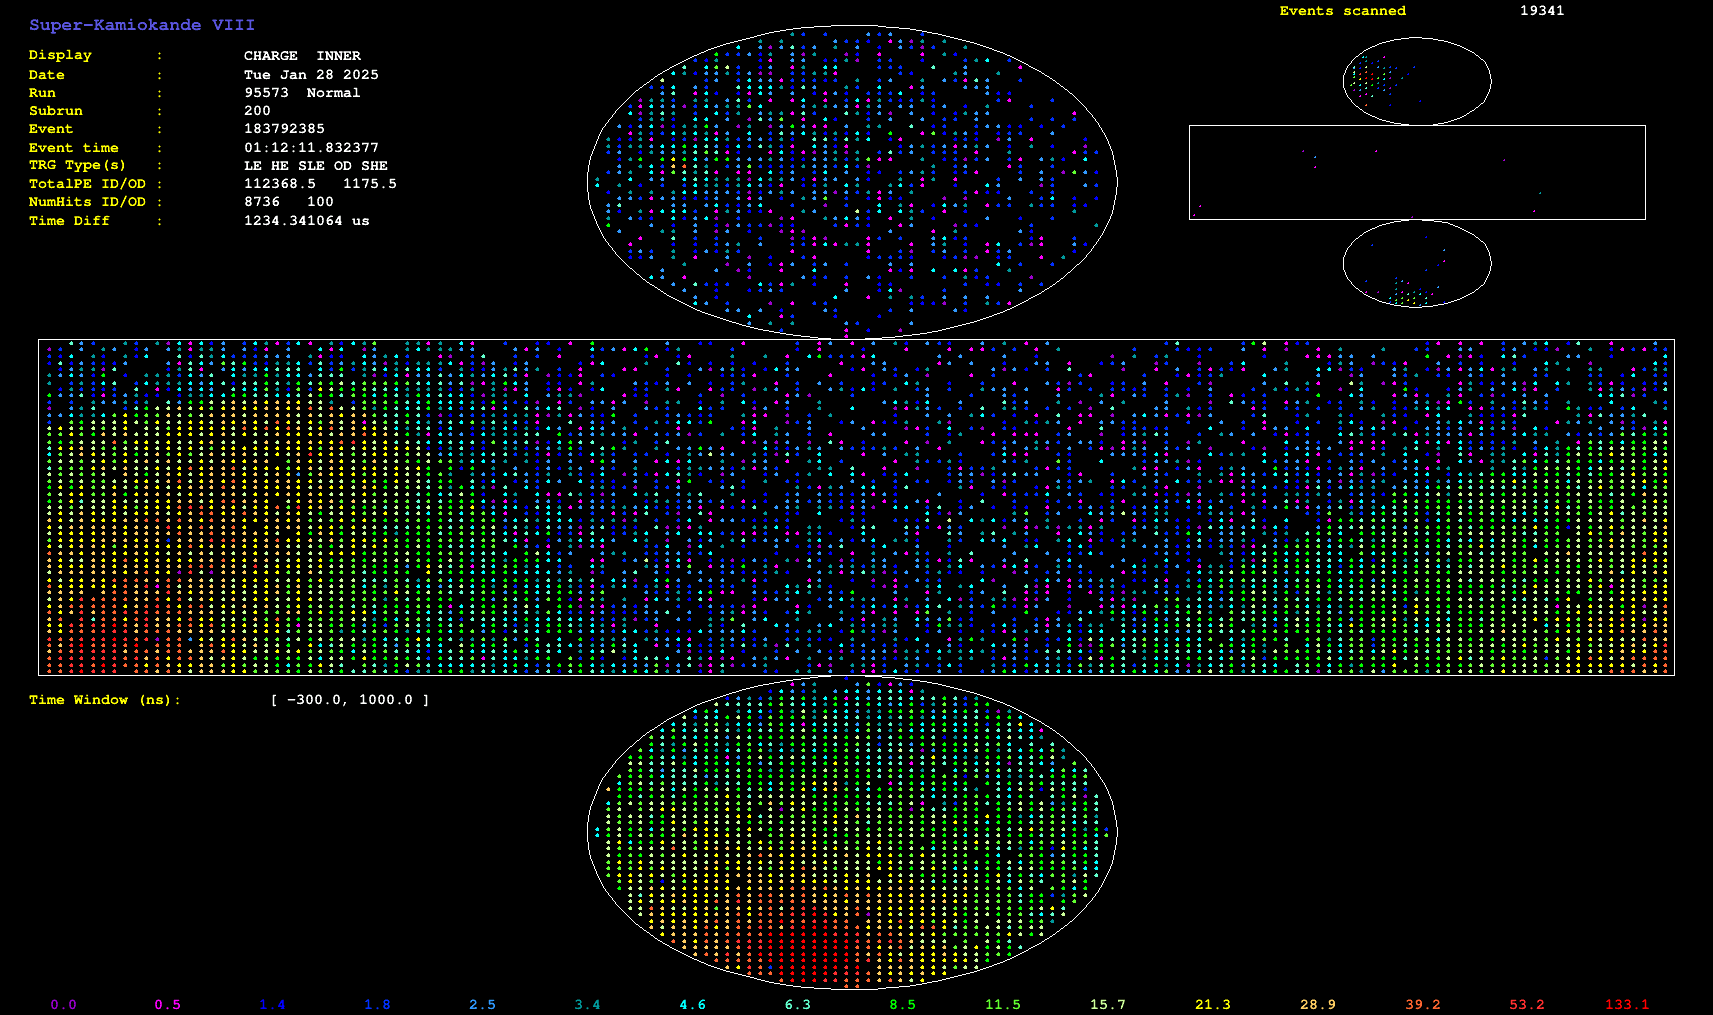 Super-Kamiokande VIII
Display : CHARGE INNER
Date : Tue Jan 28 2025
Run : 95573 Normal
Subrun : 200
Event : 183792385
Event time : 01:12:11.832377
TRG Type(s) : LE HE SLE OD SHE
TotalPE ID/OD : 112368.5 1175.5
NumHits ID/OD : 8736 100
Time Diff : 1234.341064 us
Events scanned 19341
Time Window (ns): [ -300.0, 1000.0 ]
0.0 0.5 1.4 1.8 2.5 3.4 4.6 6.3 8.5 11.5 15.7 21.3 28.9 39.2 53.2 133.1